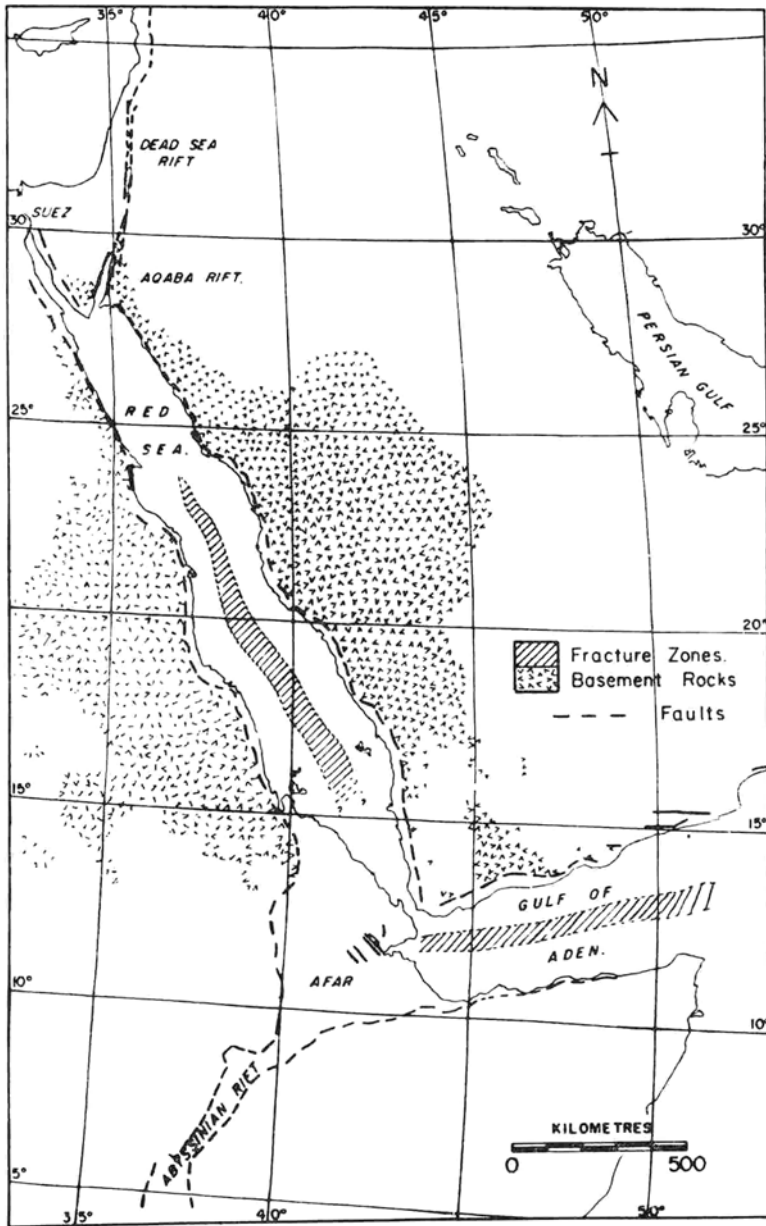 35° 40° 45° 50°
N
DEAD SEA
RIFT
SUEZ
30° 30°
AQABA RIFT.
PERSIAN GULF
RED
SEA.
25° 25°
20° 20°
Fracture Zones.
Basement Rocks
Faults
15° 15°
GULF OF
ADEN.
AFAR
10° 10°
ABYSSINIAN RIFT
KILOMETRES
0 500
5°
35° 40° 50°